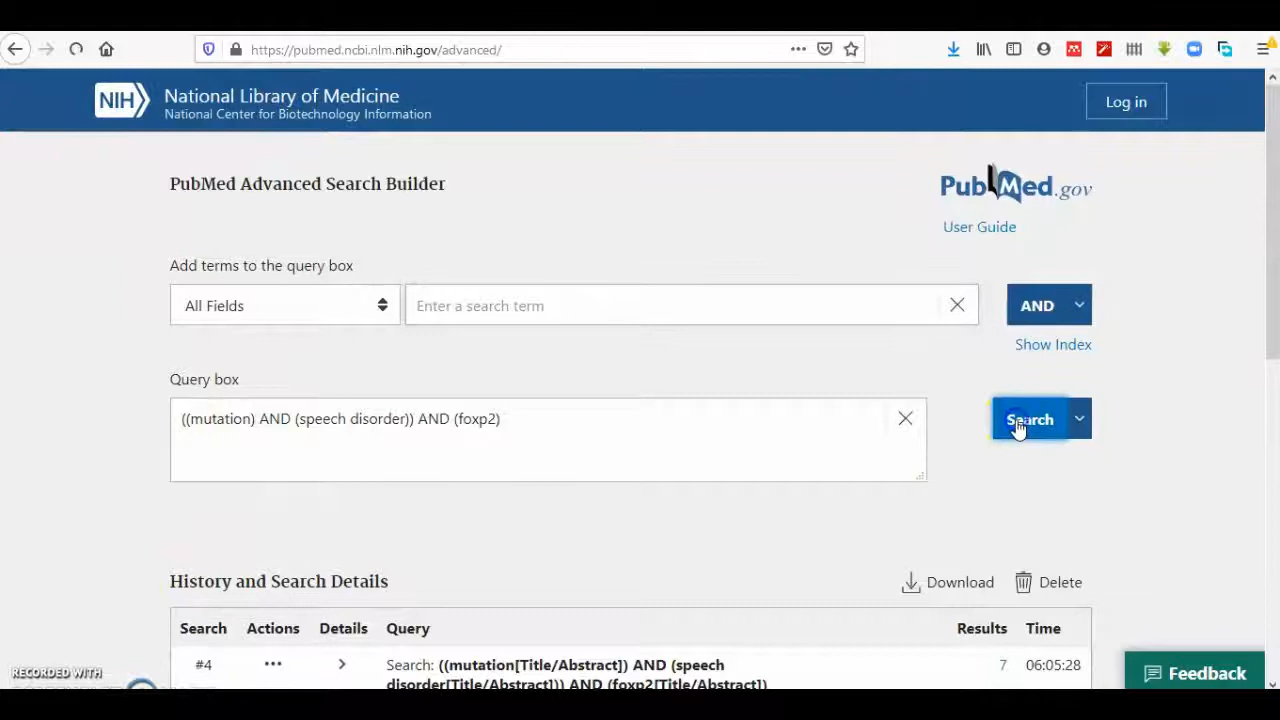 https://pubmed.ncbi.nlm.nih.gov/advanced/
NIH National Library of Medicine
National Center for Biotechnology Information
Log in
PubMed Advanced Search Builder
PubMed.gov
User Guide
Add terms to the query box
All Fields
Enter a search term
AND
Show Index
Query box
((mutation) AND (speech disorder)) AND (foxp2)
Search
History and Search Details
Download
Delete
Search Actions Details Query Results Time
#4 Search: ((mutation[Title/Abstract]) AND (speech 7 06:05:28
disorder[Title/Abstract])) AND (foxp2[Title/Abstract])
RECORDED WITH
Feedback